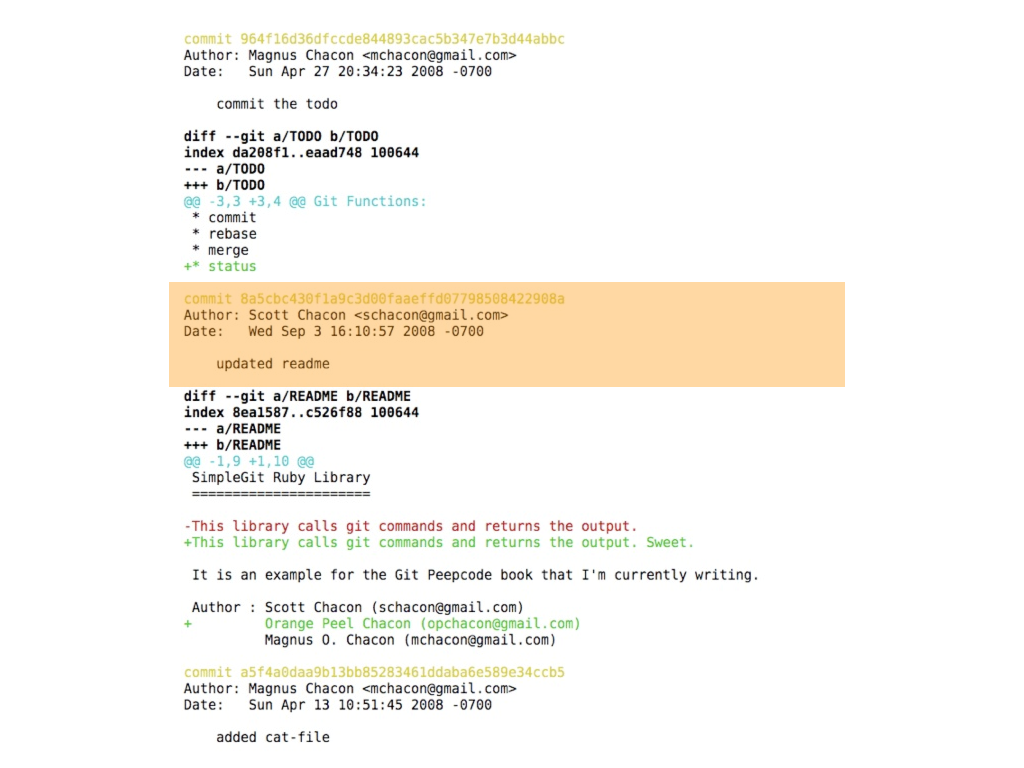 commit 964f16d36dfccde844893cac5b347e7b3d44abbc
Author: Magnus Chacon <mchacon@gmail.com>
Date:   Sun Apr 27 20:34:23 2008 -0700

    commit the todo

diff --git a/TODO b/TODO
index da208f1..eaad748 100644
--- a/TODO
+++ b/TODO
@@ -3,3 +3,4 @@ Git Functions:
 * commit
 * rebase
 * merge
+* status

commit 8a5cbc430f1a9c3d00faaeffd07798508422908a
Author: Scott Chacon <schacon@gmail.com>
Date:   Wed Sep 3 16:10:57 2008 -0700

    updated readme

diff --git a/README b/README
index 8ea1587..c526f88 100644
--- a/README
+++ b/README
@@ -1,9 +1,10 @@
 SimpleGit Ruby Library
 ======================

-This library calls git commands and returns the output.
+This library calls git commands and returns the output. Sweet.

 It is an example for the Git Peepcode book that I'm currently writing.

 Author : Scott Chacon (schacon@gmail.com)
+         Orange Peel Chacon (opchacon@gmail.com)
          Magnus O. Chacon (mchacon@gmail.com)

commit a5f4a0daa9b13bb85283461ddaba6e589e34ccb5
Author: Magnus Chacon <mchacon@gmail.com>
Date:   Sun Apr 13 10:51:45 2008 -0700

    added cat-file